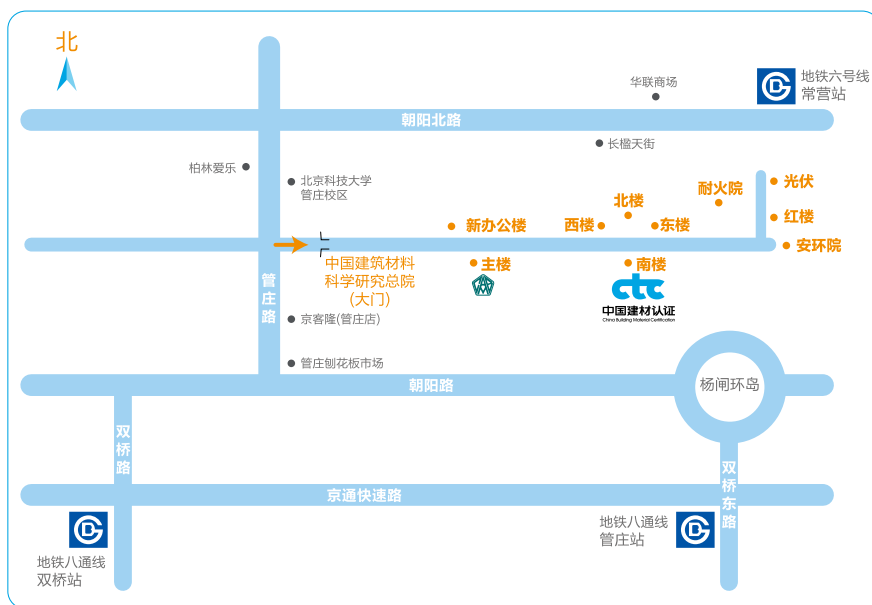 北
华联商场
地铁六号线
常营站
朝阳北路
长楹天街
柏林爱乐
北京科技大学
管庄校区
光伏
耐火院
北楼
红楼
新办公楼
西楼
东楼
安环院
中国建筑材料
科学研究总院
(大门)
主楼
南楼
ctc
中国建材认证
China Building Material Certification
管庄路
京客隆(管庄店)
管庄刨花板市场
朝阳路
杨闸环岛
双桥路
双桥东路
京通快速路
地铁八通线
双桥站
地铁八通线
管庄站